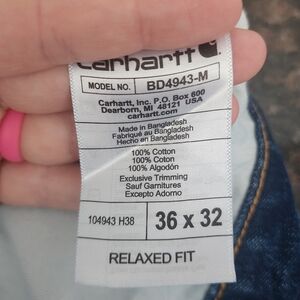 carhartt
MODEL NO. BD4943-M
Carhartt, Inc. P.O. Box 600
Dearborn, MI 48121 USA
carhartt.com
Made in Bangladesh
Fabriqué au Bangladesh
Hecho en Bangladesh
100% Cotton
100% Coton
100% Algodón
Exclusive Trimming
Sauf Garnitures
Excepto Adorno
104943 H38 36 x 32
RELAXED FIT